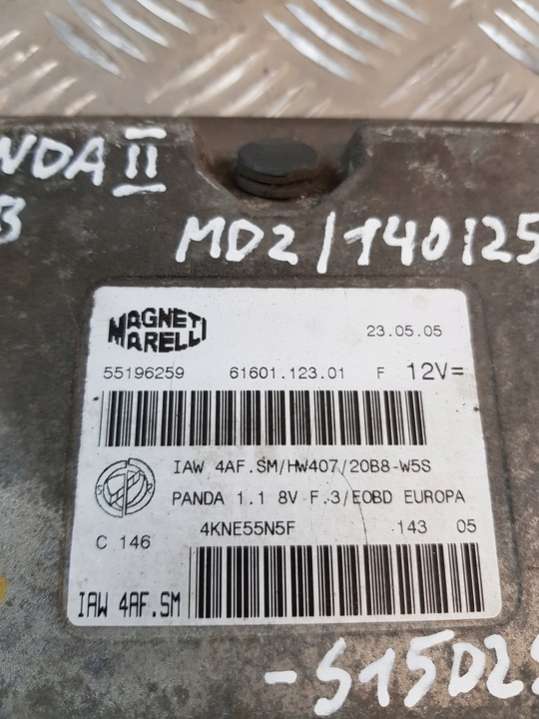 NDA II
B
MD2/140125
MAGNETI MARELLI
23.05.05
55196259 61601.123.01 F 12V=
IAW 4AF.SM/HW407/20B8-W5S
PANDA 1.1 8V F.3/EOBD EUROPA
C 146 4KNE55N5F 143 05
IAW 4AF.SM
-S15D2